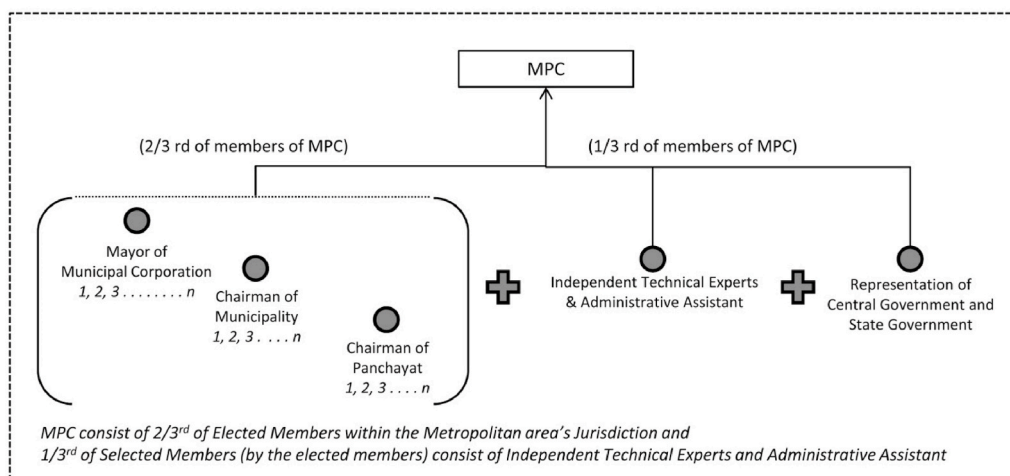 MPC
(2/3 rd of members of MPC)
(1/3 rd of members of MPC)
Mayor of
Municipal Corporation
1, 2, 3 . . . . . . . . n
Chairman of
Municipality
1, 2, 3 . . . . n
Chairman of
Panchayat
1, 2, 3 . . . . n
Independent Technical Experts
& Administrative Assistant
Representation of
Central Government and
State Government
MPC consist of 2/3rd of Elected Members within the Metropolitan area's Jurisdiction and
1/3rd of Selected Members (by the elected members) consist of Independent Technical Experts and Administrative Assistant